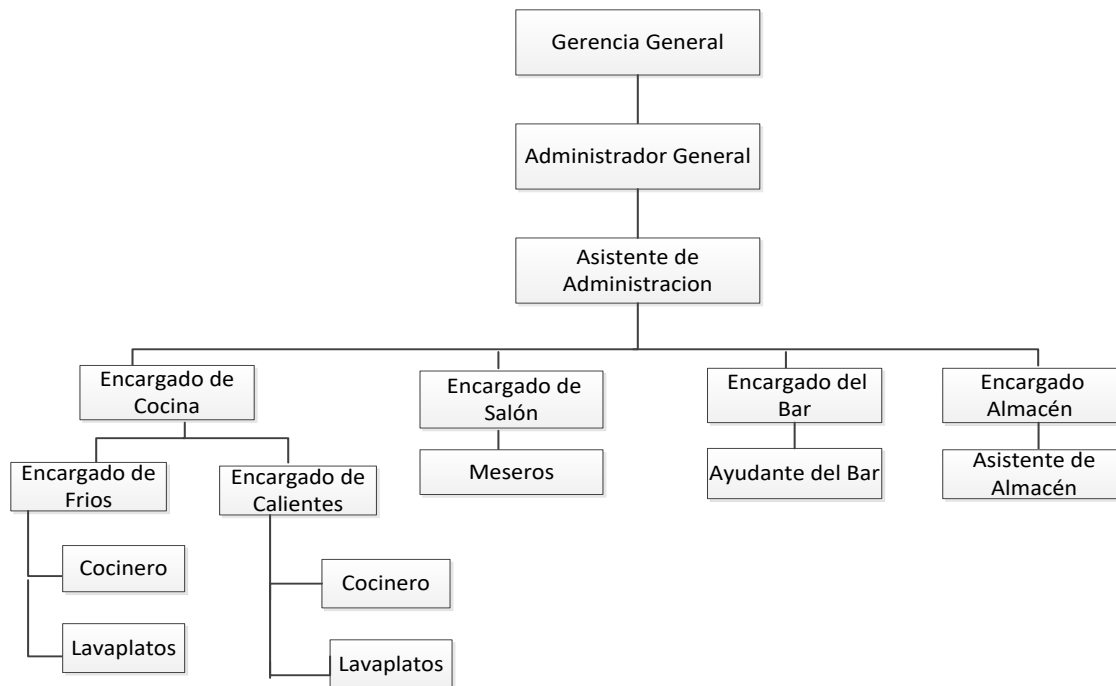 Gerencia General
Administrador General
Asistente de
Administracion
Encargado de
Cocina
Encargado de
Salón
Encargado del
Bar
Encargado
Almacén
Encargado de
Frios
Encargado de
Calientes
Meseros
Ayudante del Bar
Asistente de
Almacén
Cocinero
Cocinero
Lavaplatos
Lavaplatos